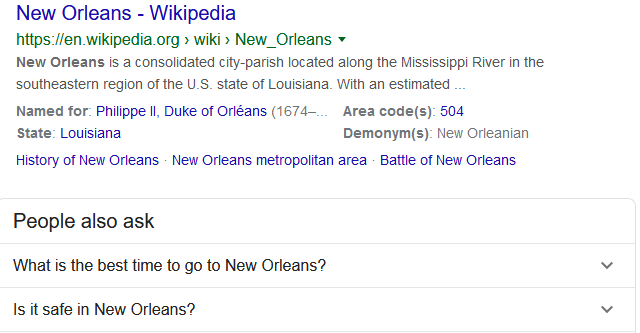 New Orleans - Wikipedia
https://en.wikipedia.org › wiki › New_Orleans
New Orleans is a consolidated city-parish located along the Mississippi River in the
southeastern region of the U.S. state of Louisiana. With an estimated ...
Named for: Philippe II, Duke of Orléans (1674–... Area code(s): 504
State: Louisiana Demonym(s): New Orleanian
History of New Orleans · New Orleans metropolitan area · Battle of New Orleans
People also ask
What is the best time to go to New Orleans?
Is it safe in New Orleans?